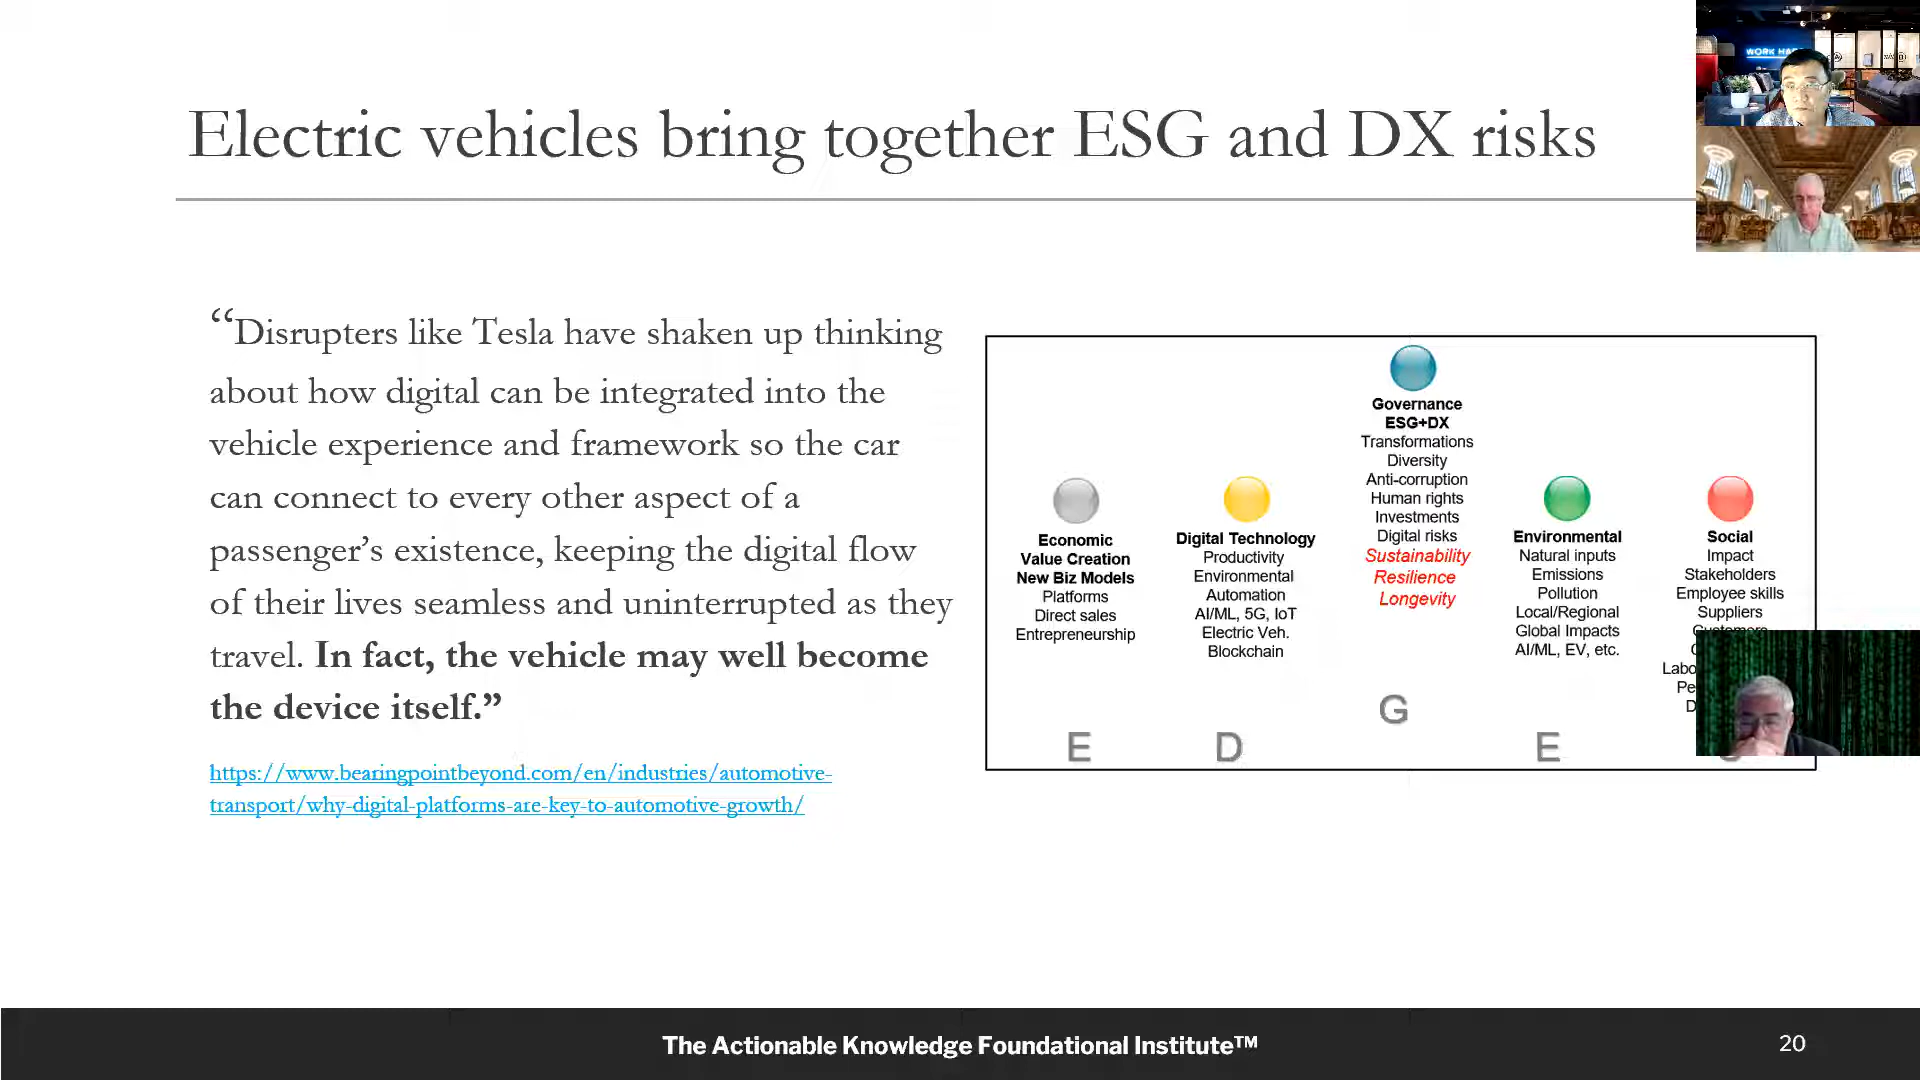 Electric vehicles bring together ESG and DX risks
WORK HA
“Disrupters like Tesla have shaken up thinking
about how digital can be integrated into the
vehicle experience and framework so the car
can connect to every other aspect of a
passenger’s existence, keeping the digital flow
of their lives seamless and uninterrupted as they
travel. In fact, the vehicle may well become
the device itself.”
https://www.bearingpointbeyond.com/en/industries/automotive-
transport/why-digital-platforms-are-key-to-automotive-growth/
Economic
Value Creation
New Biz Models
Platforms
Direct sales
Entrepreneurship
E
Digital Technology
Productivity
Environmental
Automation
AI/ML, 5G, IoT
Electric Veh.
Blockchain
D
Governance
ESG+DX
Transformations
Diversity
Anti-corruption
Human rights
Investments
Digital risks
Sustainability
Resilience
Longevity
G
Environmental
Natural inputs
Emissions
Pollution
Local/Regional
Global Impacts
AI/ML, EV, etc.
E
Social
Impact
Stakeholders
Employee skills
Suppliers
The Actionable Knowledge Foundational Institute™
20